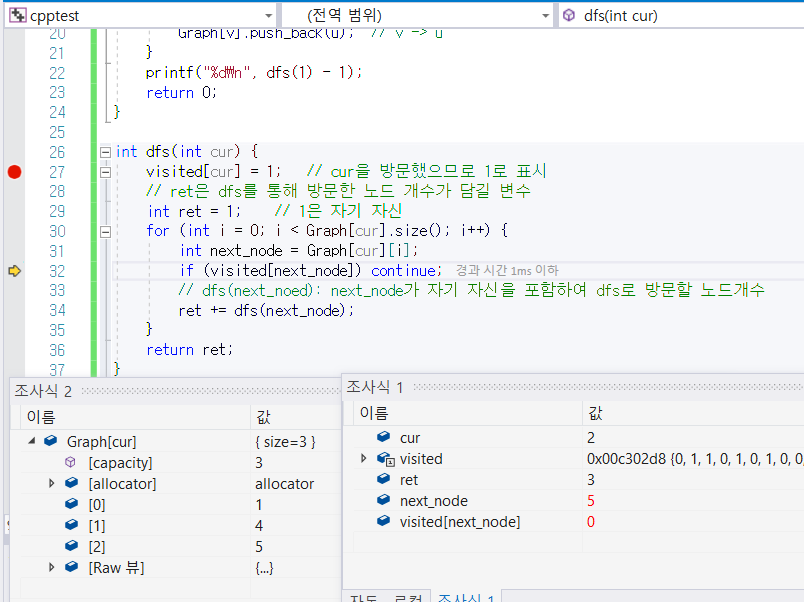 cpptest (전역 범위) dfs(int cur)
20 Graph[v].push_back(u); // v -> u
21 }
22 printf("%d₩n", dfs(1) - 1);
23 return 0;
24 }
25
26 int dfs(int cur) {
27 visited[cur] = 1; // cur을 방문했으므로 1로 표시
28 // ret은 dfs를 통해 방문한 노드 개수가 담길 변수
29 int ret = 1; // 1은 자기 자신
30 for (int i = 0; i < Graph[cur].size(); i++) {
31 int next_node = Graph[cur][i];
32 if (visited[next_node]) continue; 경과 시간 1ms 이하
33 // dfs(next_noed): next_node가 자기 자신을 포함하여 dfs로 방문할 노드개수
34 ret += dfs(next_node);
35 }
36 return ret;
37 }
조사식 2
이름 값
Graph[cur] { size=3 }
[capacity] 3
[allocator] allocator
[0] 1
[1] 4
[2] 5
[Raw 뷰] {...}
조사식 1
이름 값
cur 2
visited 0x00c302d8 {0, 1, 1, 0, 1, 0, 1, 0, 0,
ret 3
next_node 5
visited[next_node] 0
자동 로컬 조사식 1